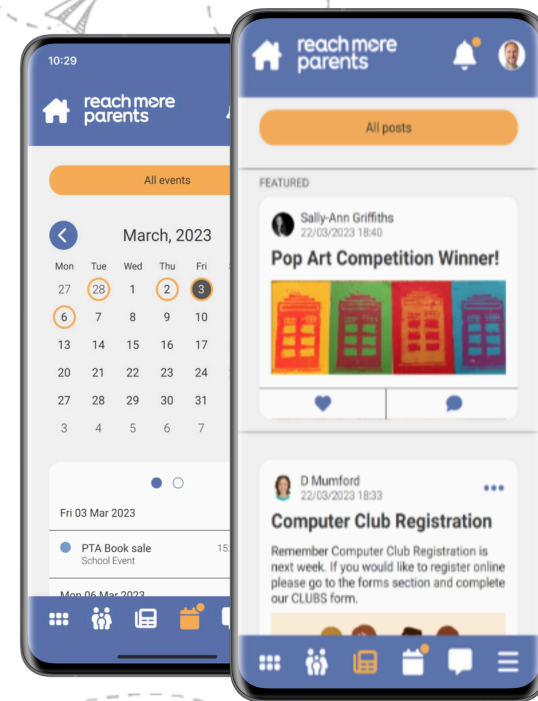 10:29
reach more
parents
All events
March, 2023
Mon Tue Wed Thu Fri
27 28 1 2 3
6 7 8 9 10
13 14 15 16 17
20 21 22 23 24
27 28 29 30 31
3 4 5 6 7
Fri 03 Mar 2023
PTA Book sale 15:
School Event
Mon 06 Mar 2023
reach more
parents
All posts
FEATURED
Sally-Ann Griffiths
22/03/2023 18:40
Pop Art Competition Winner!
D Mumford
22/03/2023 18:33
Computer Club Registration
Remember Computer Club Registration is
next week. If you would like to register online
please go to the forms section and complete
our CLUBS form.